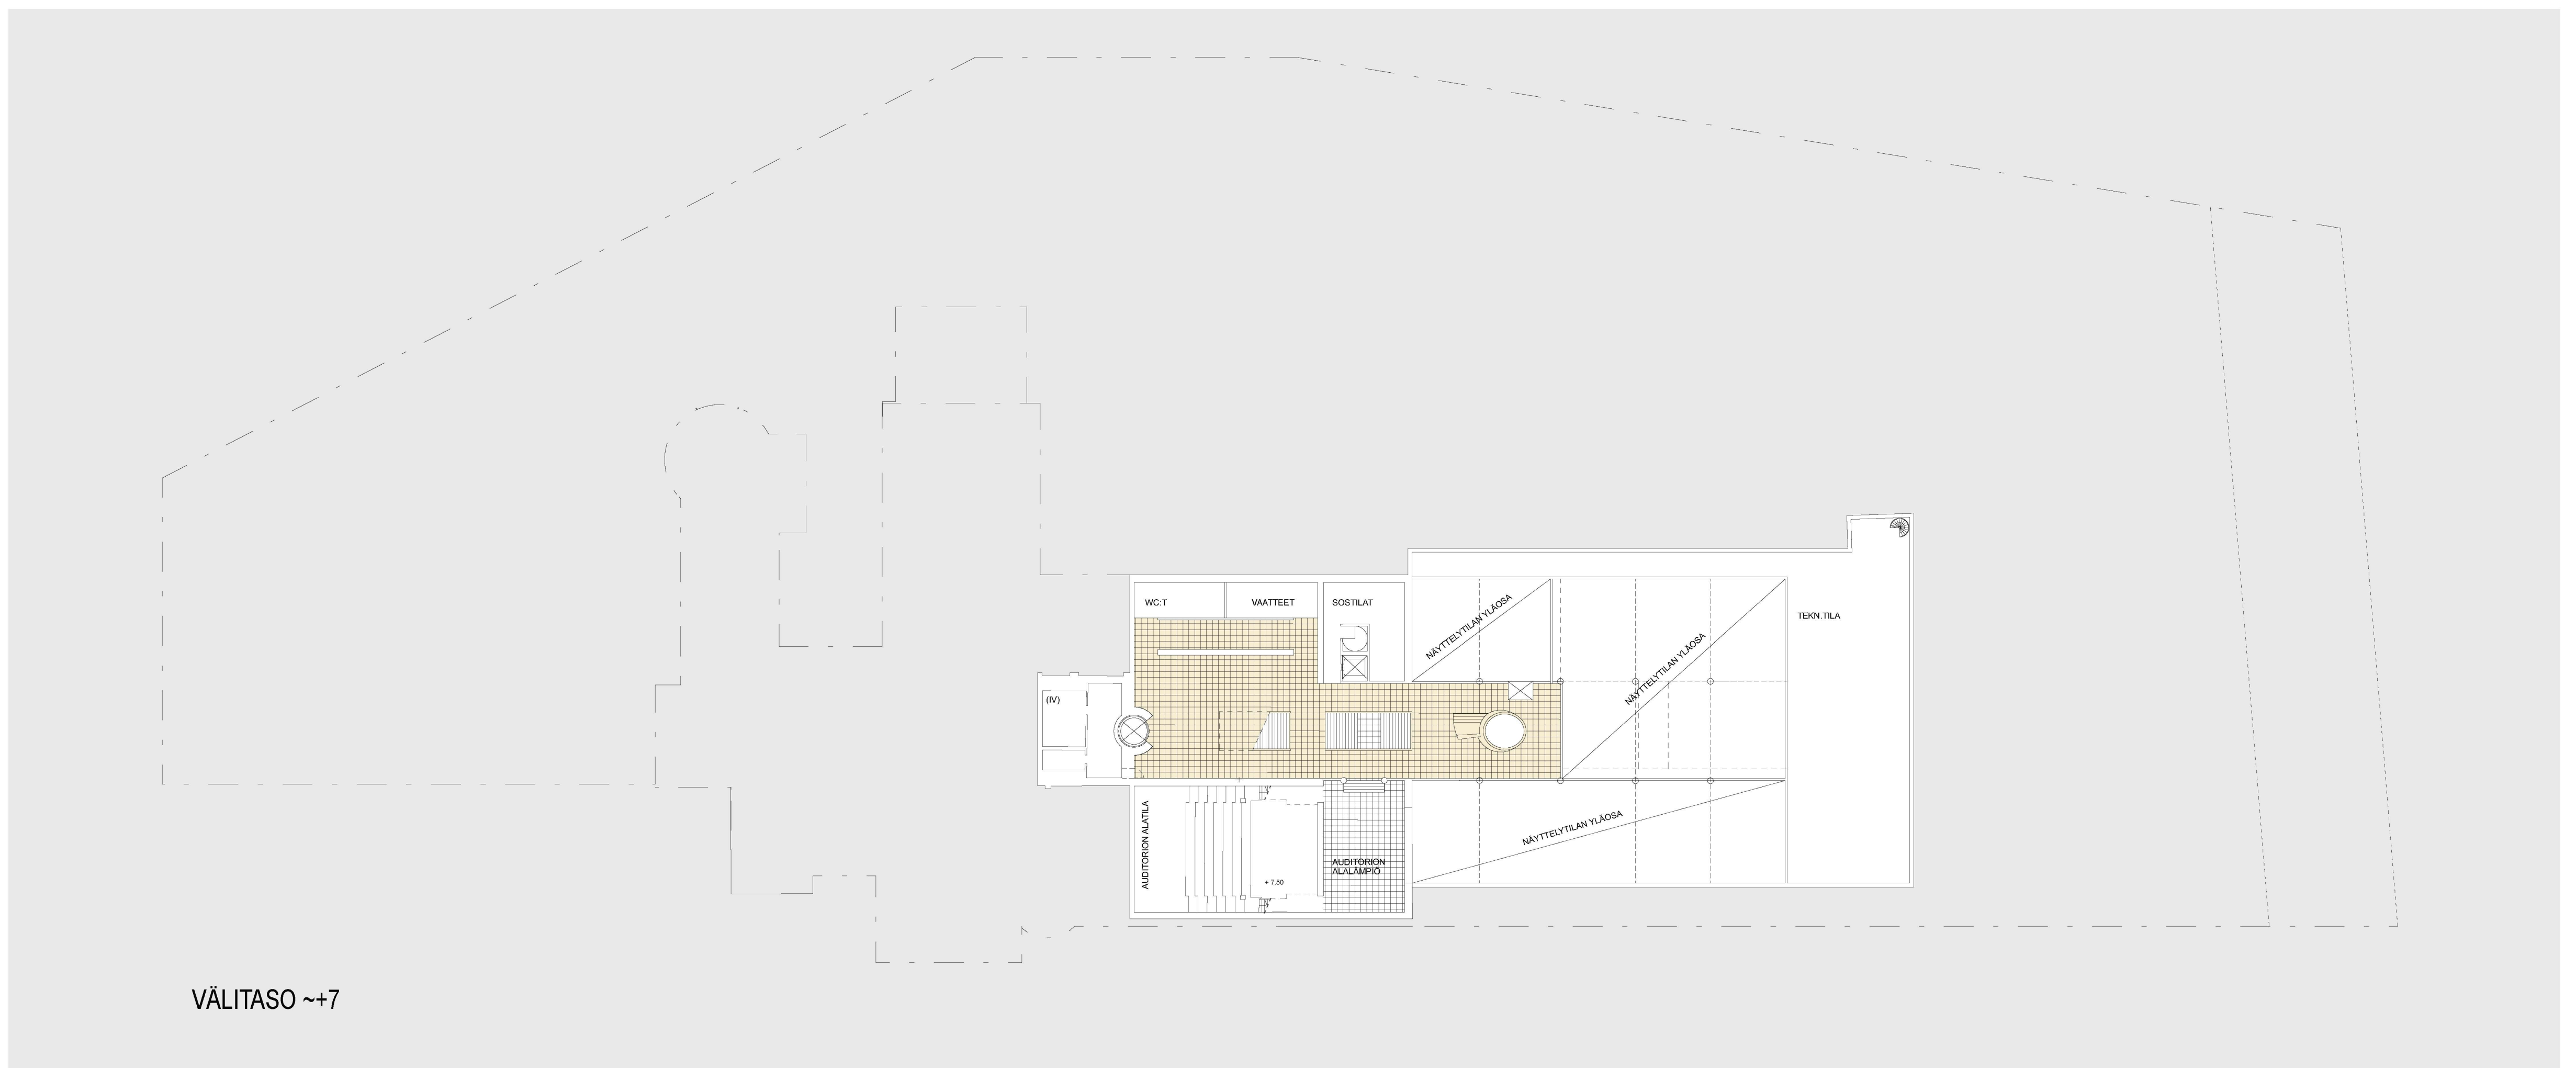 WC:T
VAATTEET
SOSTILAT
NÄYTTELYTILAN YLÄOSA
NÄYTTELYTILAN YLÄOSA
TEKN.TILA
(IV)
AUDITORION ALATILA
+ 7.50
AUDITORION
ALALÄMPIÖ
NÄYTTELYTILAN YLÄOSA
VÄLITASO ~+7